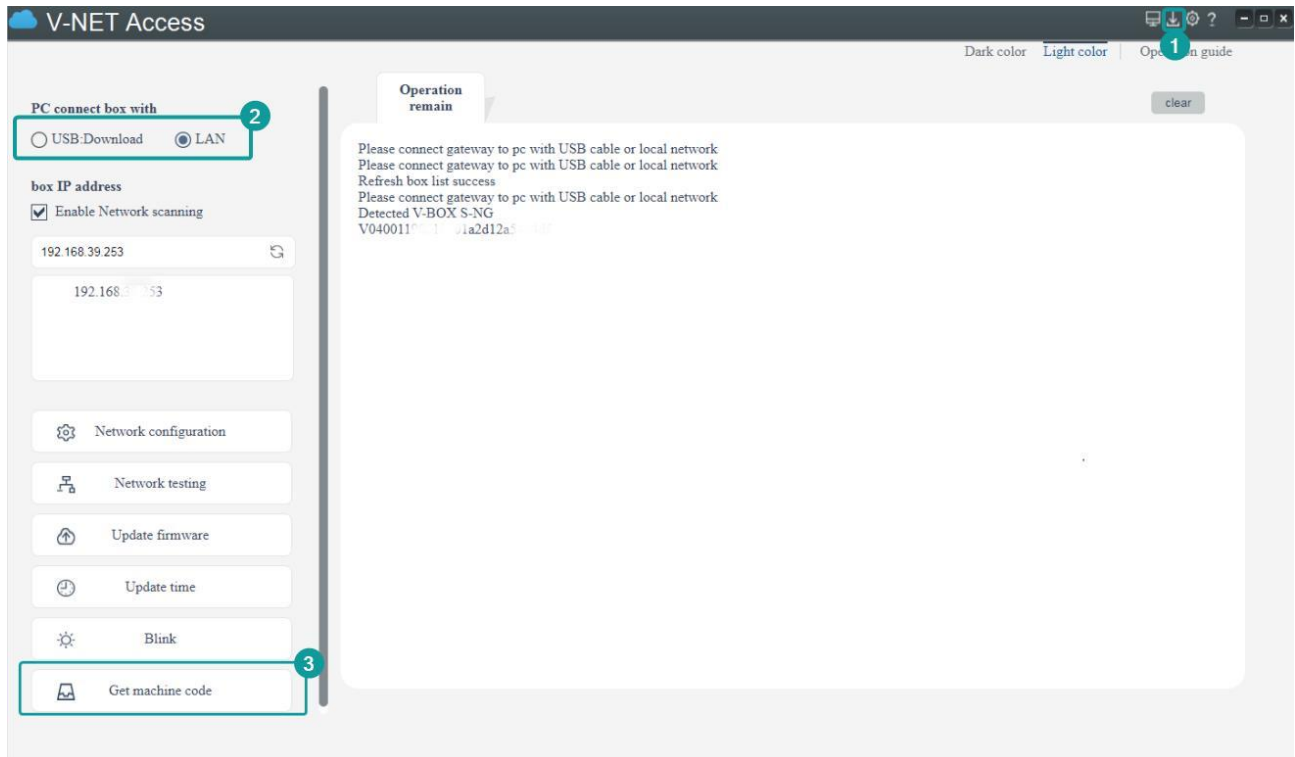 V-NET Access
?
1
Dark color Light color Operation guide
PC connect box with
2
USB:Download LAN
box IP address
Enable Network scanning
192.168.39.253
192.168. 53
Network configuration
Network testing
Update firmware
Update time
Blink
3
Get machine code
Operation
remain
clear
Please connect gateway to pc with USB cable or local network
Please connect gateway to pc with USB cable or local network
Refresh box list success
Please connect gateway to pc with USB cable or local network
Detected V-BOX S-NG